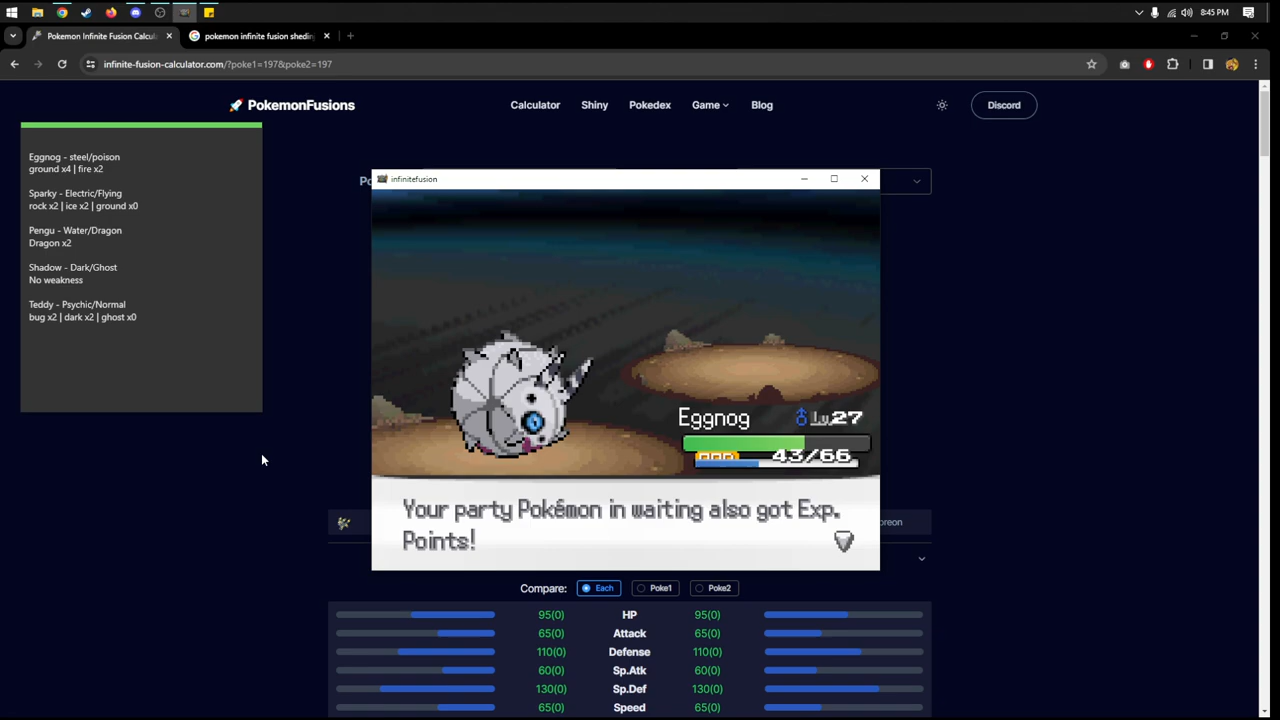 8:45 PM
Pokemon Infinite Fusion Calcula
pokemon infinite fusion sheding
infinite-fusion-calculator.com/?poke1=197&poke2=197
PokemonFusions
Calculator Shiny Pokedex Game Blog
Discord
Eggnog - steel/poison
ground x4 | fire x2
Sparky - Electric/Flying
rock x2 | ice x2 | ground x0
Pengu - Water/Dragon
Dragon x2
Shadow - Dark/Ghost
No weakness
Teddy - Psychic/Normal
bug x2 | dark x2 | ghost x0
Po
infinitefusion
Eggnog ♂ Lv.27
43/66
Your party Pokémon in waiting also got Exp.
Points!
reon
Compare: Each Poke1 Poke2
95(0) HP 95(0)
65(0) Attack 65(0)
110(0) Defense 110(0)
60(0) Sp.Atk 60(0)
130(0) Sp.Def 130(0)
65(0) Speed 65(0)